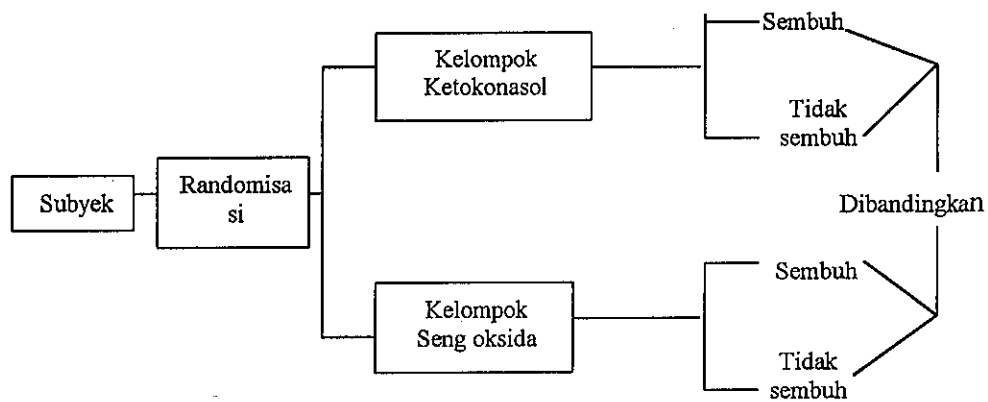 Subyek
Randomisa
si
Kelompok
Ketokonasol
Sembuh
Tidak
sembuh
Kelompok
Seng oksida
Sembuh
Tidak
sembuh
Dibandingkan